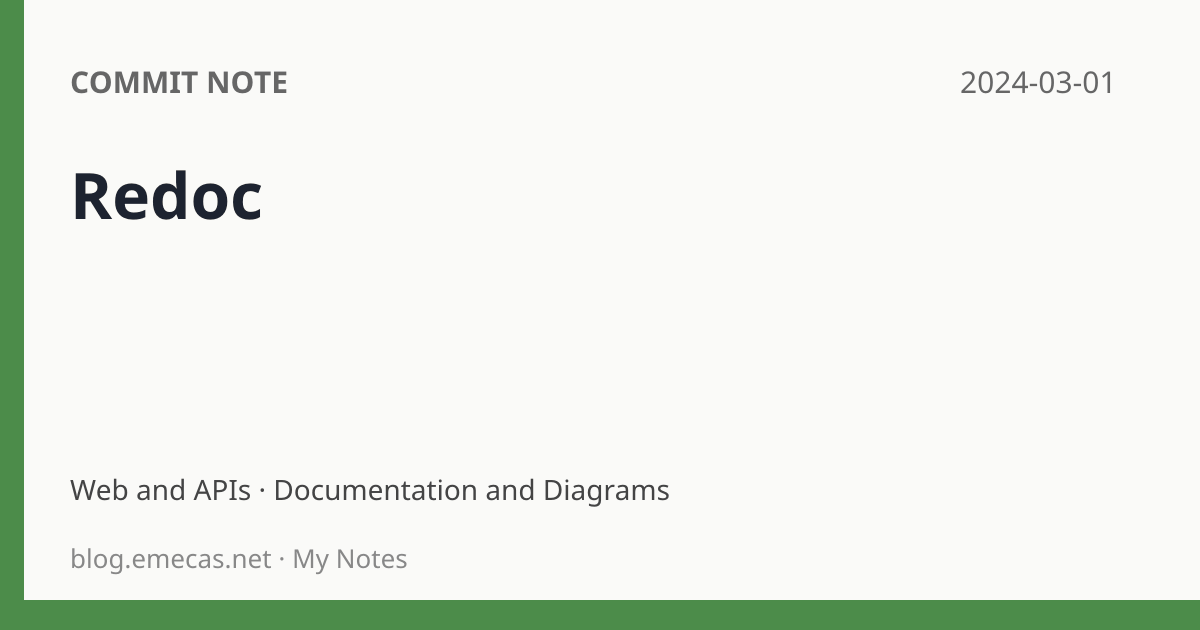 COMMIT NOTE
2024-03-01
Redoc
Web and APIs · Documentation and Diagrams
blog.emecas.net · My Notes